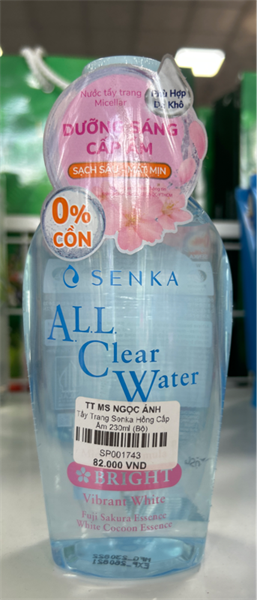 Nước tẩy trang
Micellar
Phù Hợp
Da Khô
DƯỠNG SÁNG
CẤP ẨM
SẠCH SÂU MƯỚT MỊN
0%
CỒN
SENKA
ALL
Clear
Water
TT MS NGỌC ÁNH
Tẩy Trang Senka Hồng Cấp
Ẩm 230ml (Bộ)
SP001743
82.000 VND
BRIGHT
Vibrant White
Fuji Sakura Essence
White Cocoon Essence